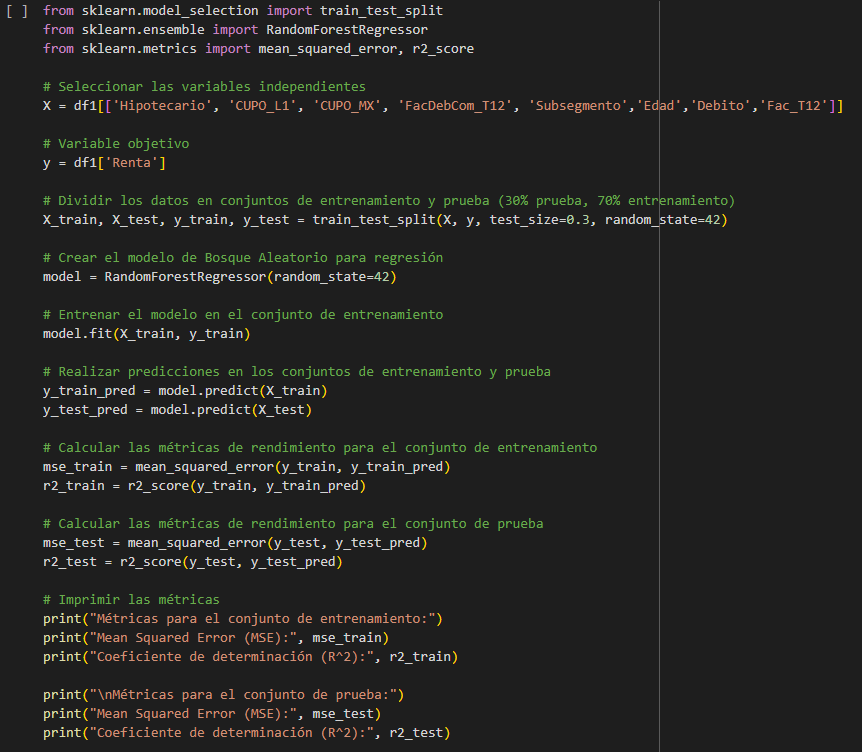 [ ] from sklearn.model_selection import train_test_split
from sklearn.ensemble import RandomForestRegressor
from sklearn.metrics import mean_squared_error, r2_score
# Seleccionar las variables independientes
X = df1[['Hipotecario', 'CUPO_L1', 'CUPO_MX', 'FacDebCom_T12', 'Subsegmento','Edad','Debito','Fac_T12']]
# Variable objetivo
y = df1['Renta']
# Dividir los datos en conjuntos de entrenamiento y prueba (30% prueba, 70% entrenamiento)
X_train, X_test, y_train, y_test = train_test_split(X, y, test_size=0.3, random_state=42)
# Crear el modelo de Bosque Aleatorio para regresión
model = RandomForestRegressor(random_state=42)
# Entrenar el modelo en el conjunto de entrenamiento
model.fit(X_train, y_train)
# Realizar predicciones en los conjuntos de entrenamiento y prueba
y_train_pred = model.predict(X_train)
y_test_pred = model.predict(X_test)
# Calcular las métricas de rendimiento para el conjunto de entrenamiento
mse_train = mean_squared_error(y_train, y_train_pred)
r2_train = r2_score(y_train, y_train_pred)
# Calcular las métricas de rendimiento para el conjunto de prueba
mse_test = mean_squared_error(y_test, y_test_pred)
r2_test = r2_score(y_test, y_test_pred)
# Imprimir las métricas
print("Métricas para el conjunto de entrenamiento:")
print("Mean Squared Error (MSE):", mse_train)
print("Coeficiente de determinación (R^2):", r2_train)
print("\nMétricas para el conjunto de prueba:")
print("Mean Squared Error (MSE):", mse_test)
print("Coeficiente de determinación (R^2):", r2_test)